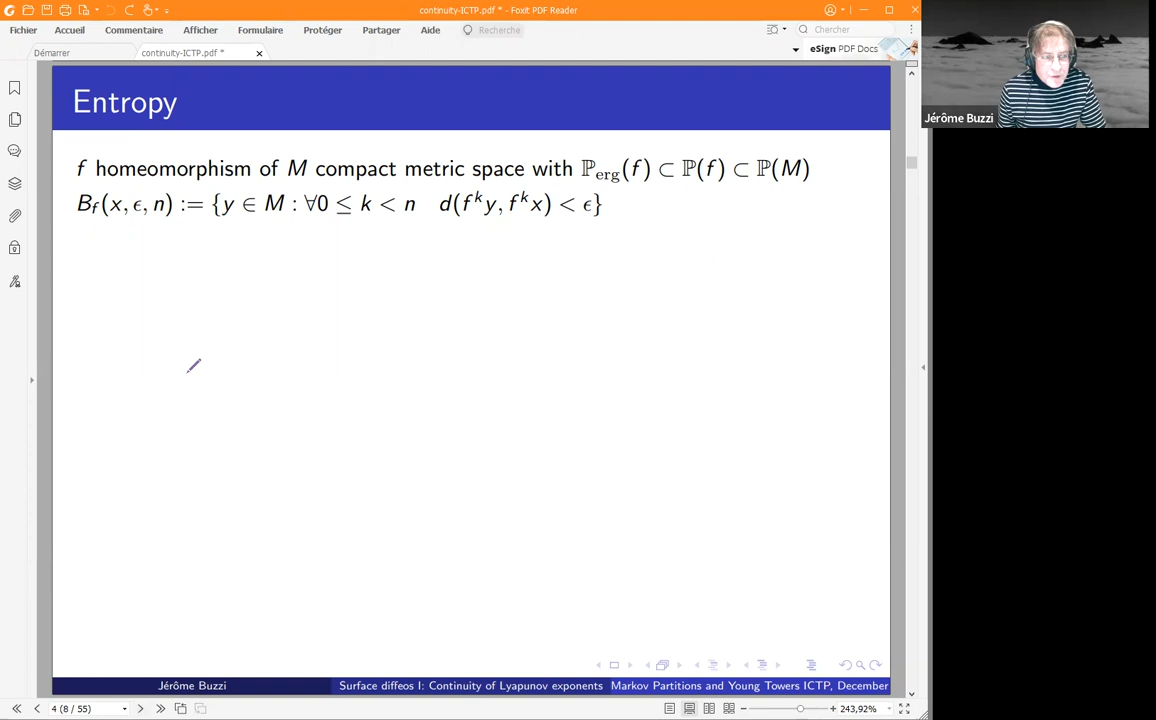 continuity-ICTP.pdf * - Foxit PDF Reader
Fichier Accueil Commentaire Afficher Formulaire Protéger Partager Aide Recherche Chercher
Démarrer continuity-ICTP.pdf * eSign PDF Docs
Entropy
f homeomorphism of M compact metric space with ℙ_erg(f) ⊂ ℙ(f) ⊂ ℙ(M)
B_f(x, ϵ, n) := {y ∈ M : ∀0 ≤ k < n d(f^k y, f^k x) < ϵ}
Jérôme Buzzi
Jérôme Buzzi Surface diffeos I: Continuity of Lyapunov exponents Markov Partitions and Young Towers ICTP, December
4 (8 / 55) 243,92%